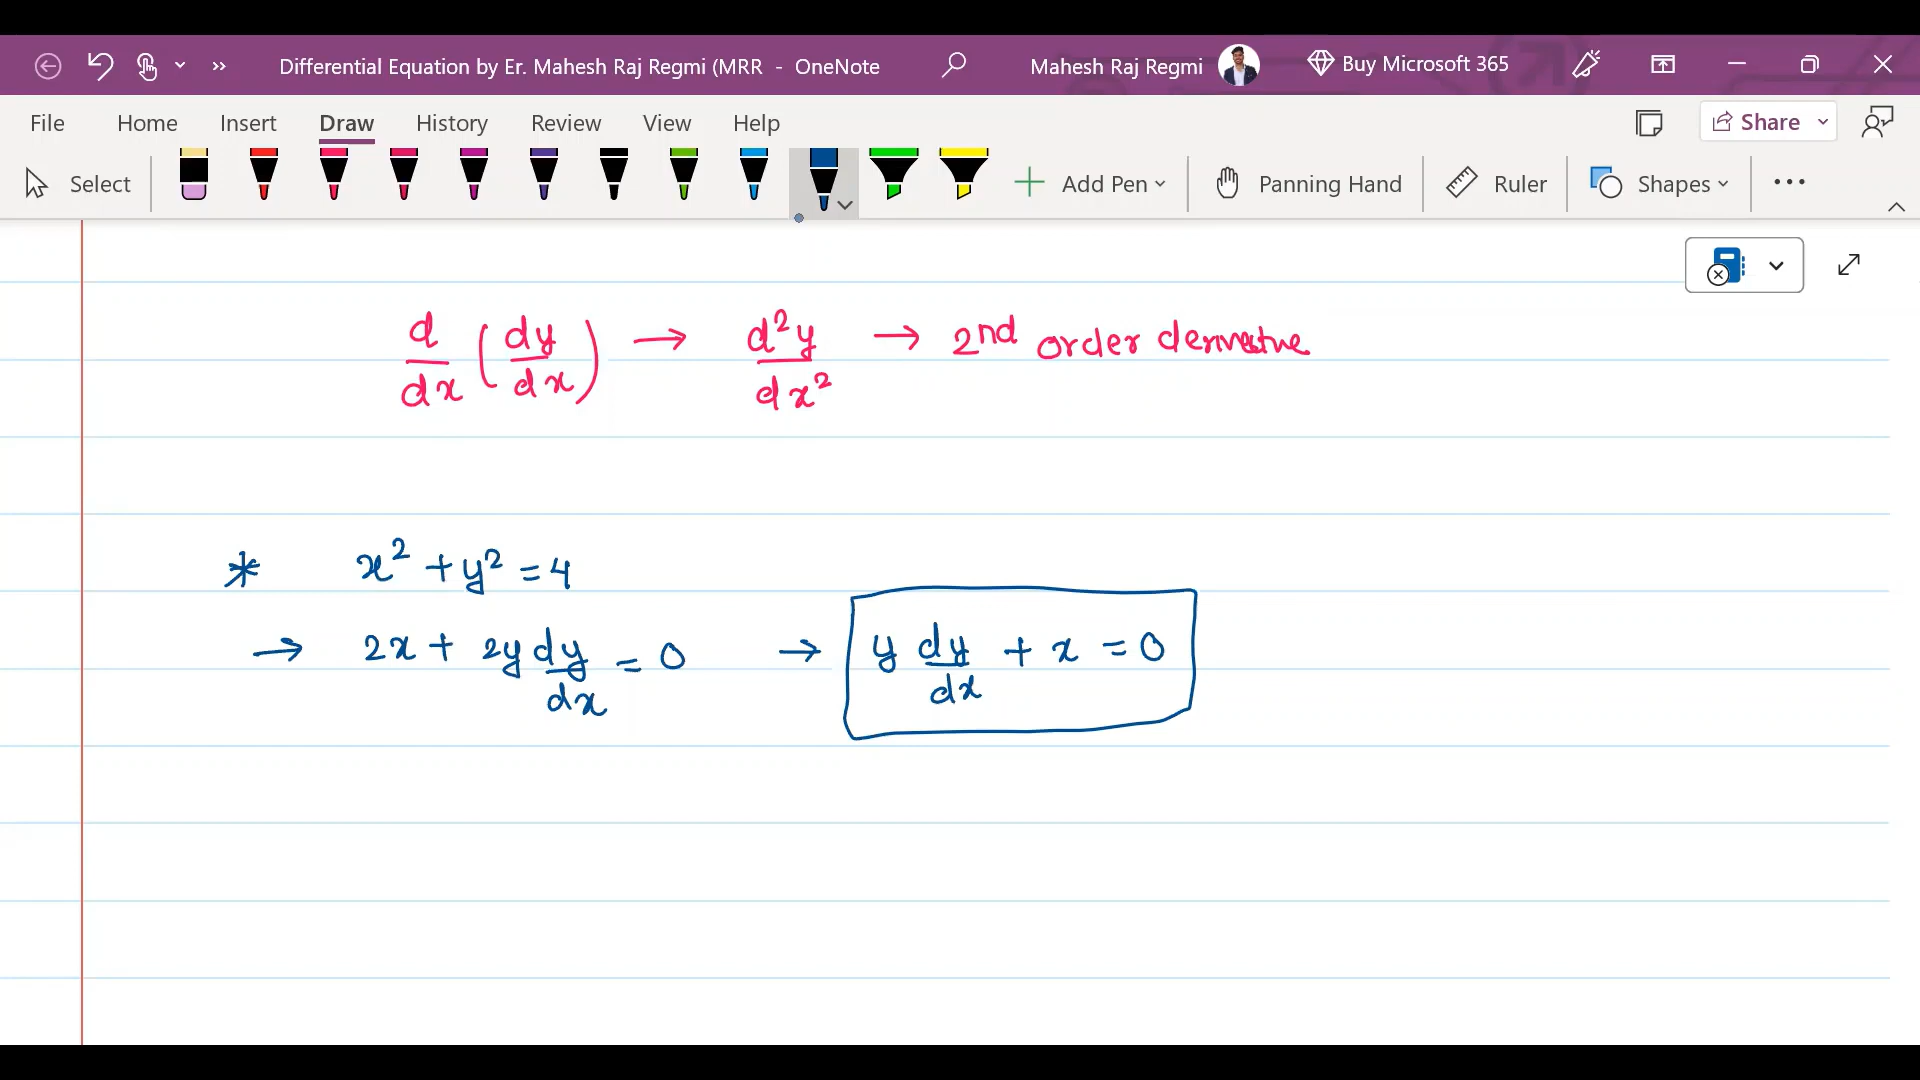 Differential Equation by Er. Mahesh Raj Regmi (MRR - OneNote
Mahesh Raj Regmi
Buy Microsoft 365
File Home Insert Draw History Review View Help
Share
Select
Add Pen
Panning Hand
Ruler
Shapes
d/dx (dy/dx) → d²y/dx² → 2nd order derivative
* x² + y² = 4
→ 2x + 2y dy/dx = 0 → y dy/dx + x = 0